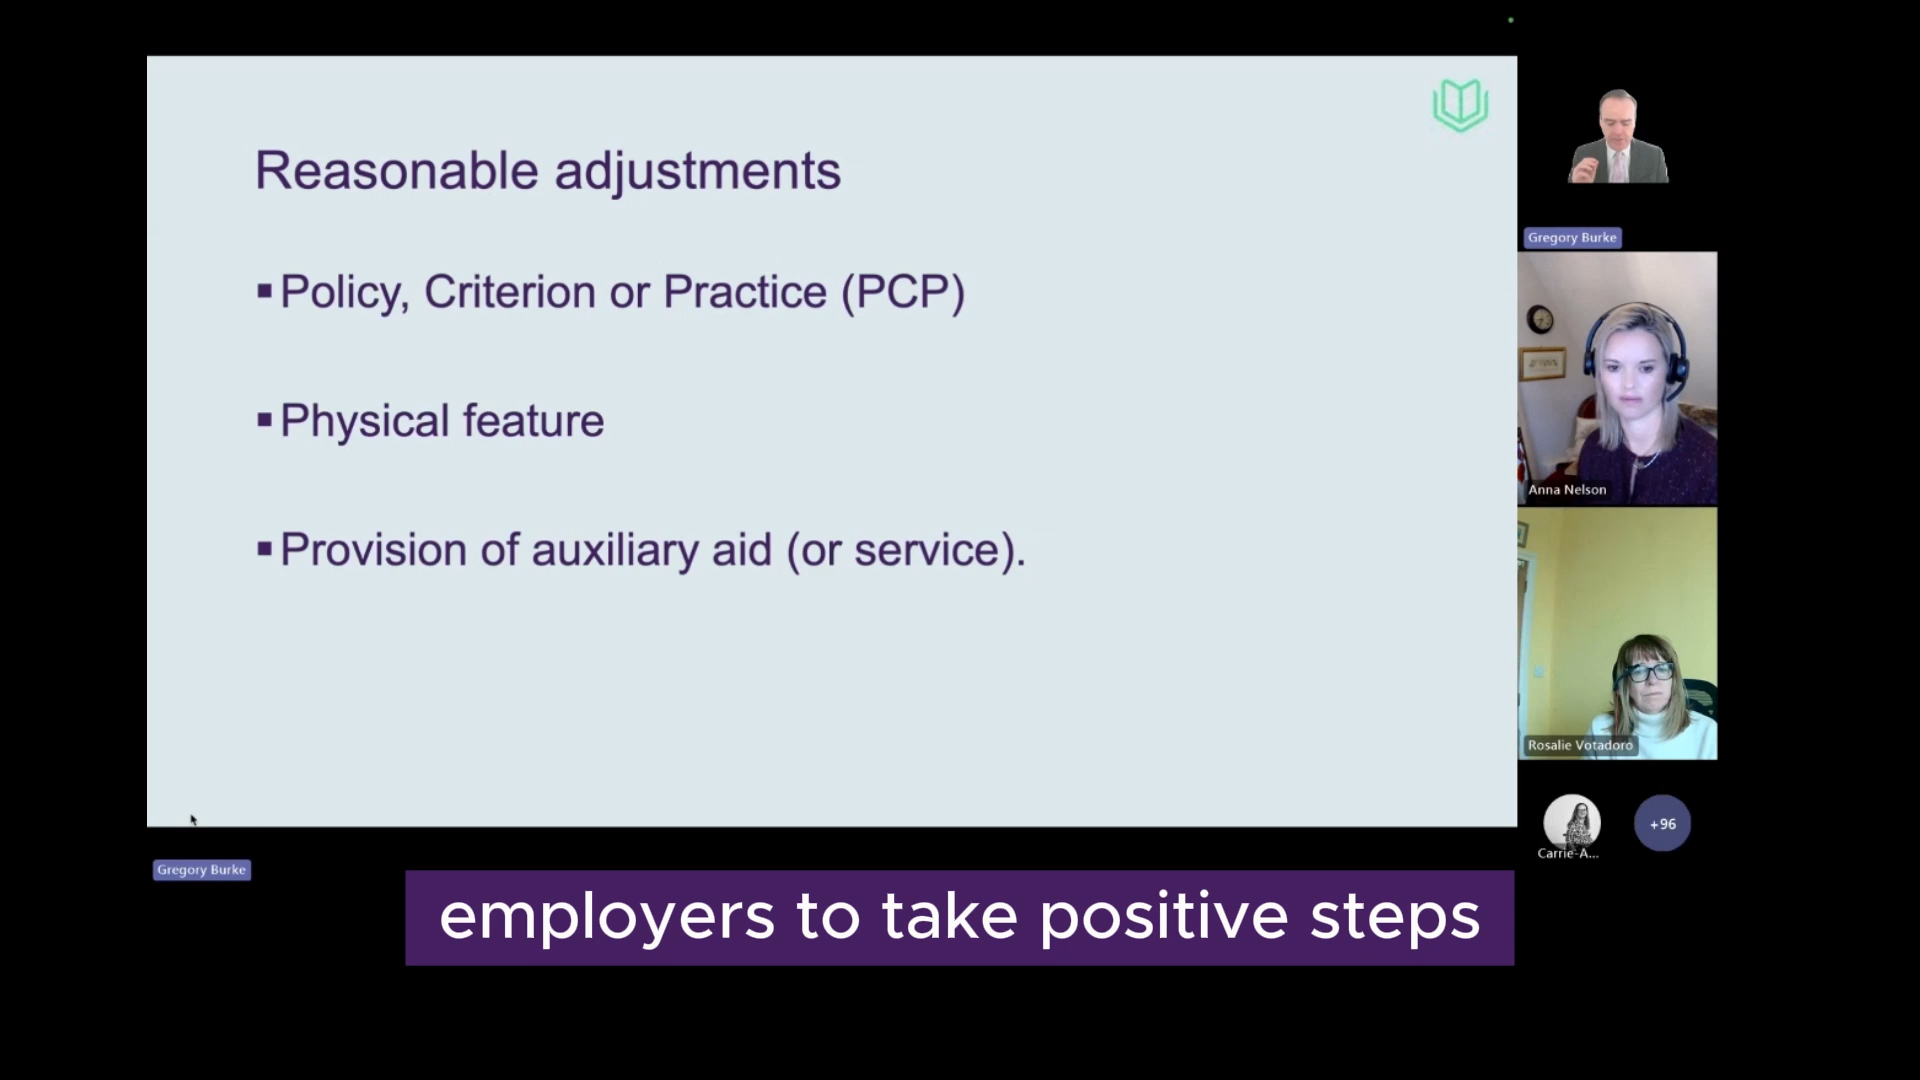 Reasonable adjustments
▪ Policy, Criterion or Practice (PCP)
▪ Physical feature
▪ Provision of auxiliary aid (or service).
Gregory Burke
Anna Nelson
Rosalie Votadoro
Carrie-A...
+96
Gregory Burke
employers to take positive steps